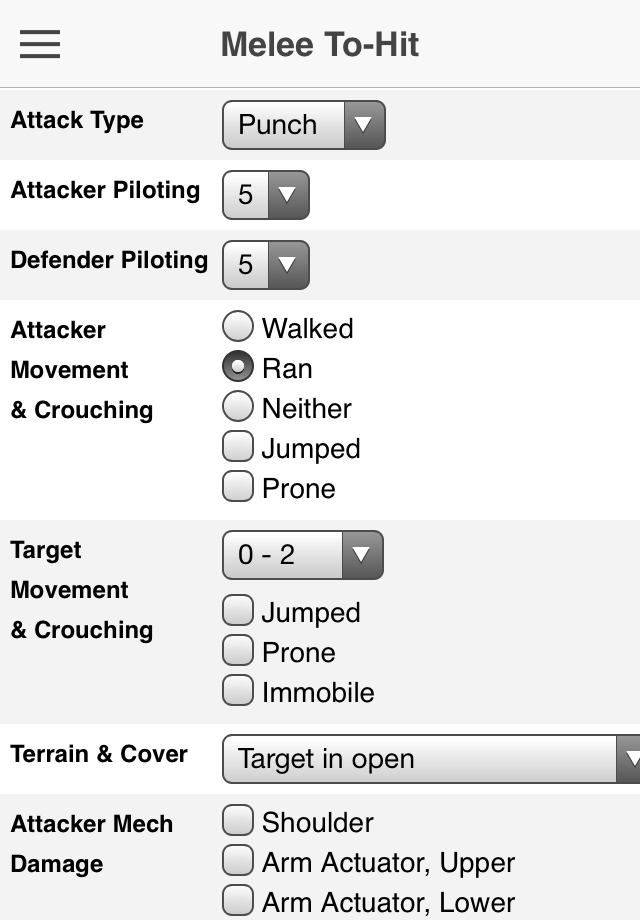 Melee To-Hit
Attack Type
Punch
Attacker Piloting
5
Defender Piloting
5
Attacker
Movement
& Crouching
Walked
Ran
Neither
Jumped
Prone
Target
Movement
& Crouching
0 - 2
Jumped
Prone
Immobile
Terrain & Cover
Target in open
Attacker Mech
Damage
Shoulder
Arm Actuator, Upper
Arm Actuator, Lower